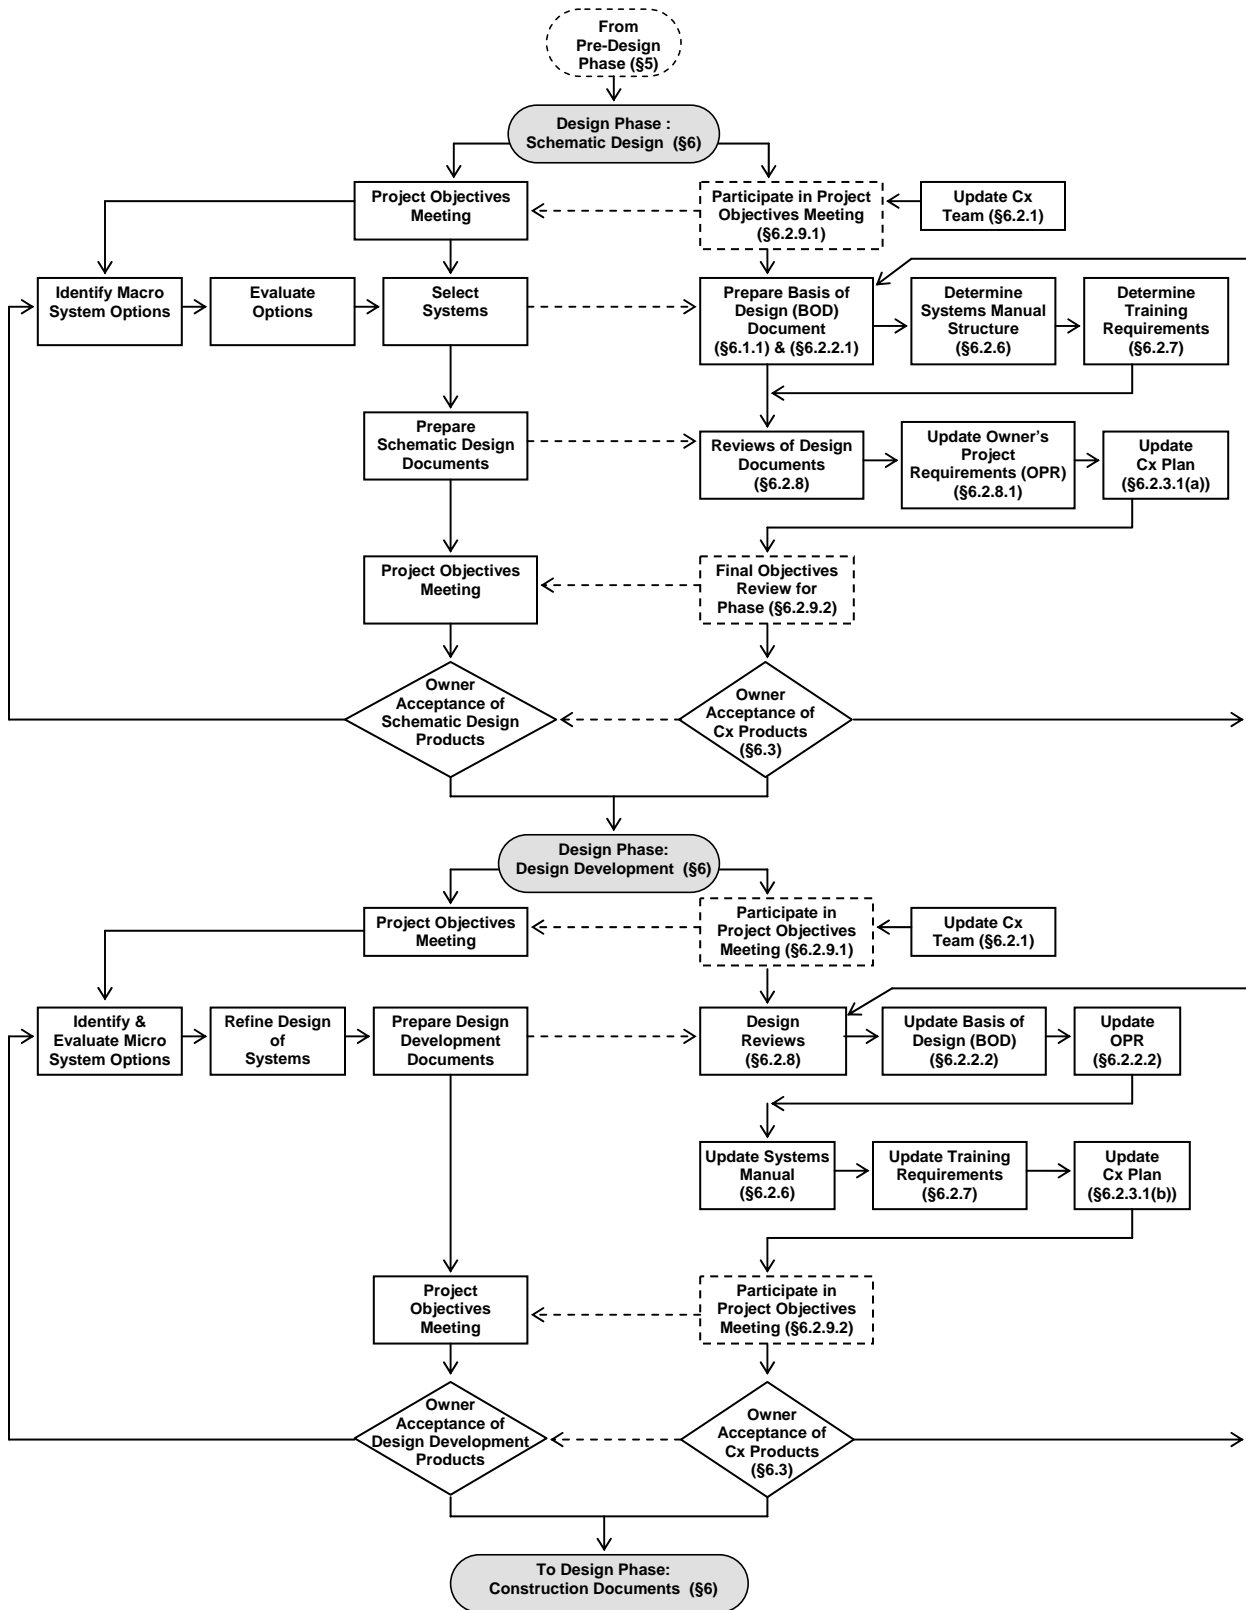 From
Pre-Design
Phase (§5)
Design Phase :
Schematic Design (§6)
Project Objectives
Meeting
Participate in Project
Objectives Meeting
(§6.2.9.1)
Update Cx
Team (§6.2.1)
Identify Macro
System Options
Evaluate
Options
Select
Systems
Prepare Basis of
Design (BOD)
Document
(§6.1.1) & (§6.2.2.1)
Determine
Systems Manual
Structure
(§6.2.6)
Determine
Training
Requirements
(§6.2.7)
Prepare
Schematic Design
Documents
Reviews of Design
Documents
(§6.2.8)
Update Owner’s
Project
Requirements (OPR)
(§6.2.8.1)
Update
Cx Plan
(§6.2.3.1(a))
Project Objectives
Meeting
Final Objectives
Review for
Phase (§6.2.9.2)
Owner
Acceptance of
Schematic Design
Products
Owner
Acceptance of
Cx Products
(§6.3)
Design Phase:
Design Development (§6)
Project Objectives
Meeting
Participate in
Project Objectives
Meeting (§6.2.9.1)
Update Cx
Team (§6.2.1)
Identify &
Evaluate Micro
System Options
Refine Design
of
Systems
Prepare Design
Development
Documents
Design
Reviews
(§6.2.8)
Update Basis of
Design (BOD)
(§6.2.2.2)
Update
OPR
(§6.2.2.2)
Update Systems
Manual
(§6.2.6)
Update Training
Requirements
(§6.2.7)
Update
Cx Plan
(§6.2.3.1(b))
Project
Objectives
Meeting
Participate in
Project Objectives
Meeting (§6.2.9.2)
Owner
Acceptance of
Design Development
Products
Owner
Acceptance of
Cx Products
(§6.3)
To Design Phase:
Construction Documents (§6)